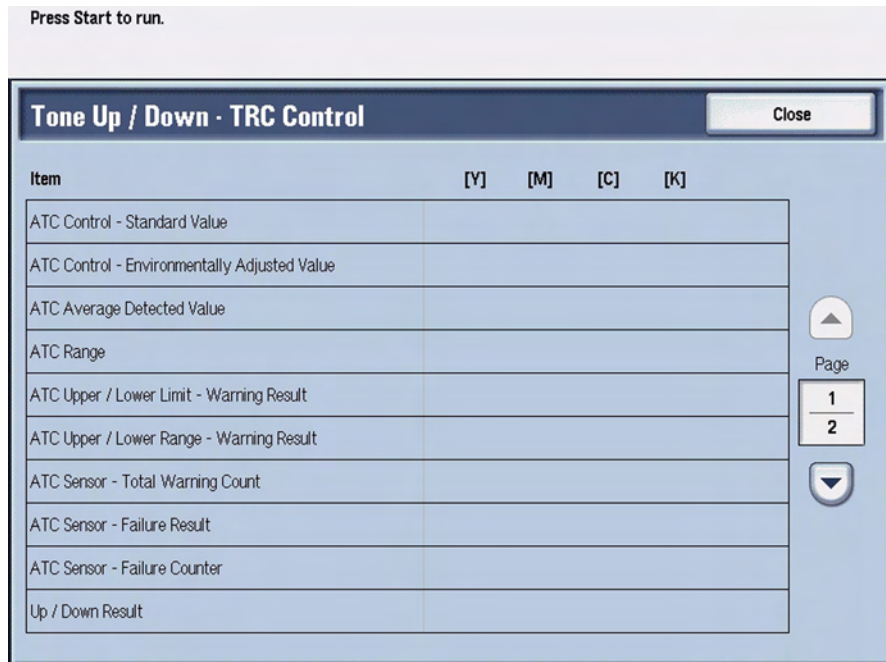 Press Start to run.
Tone Up / Down - TRC Control
Close
Item [Y] [M] [C] [K]
ATC Control - Standard Value
ATC Control - Environmentally Adjusted Value
ATC Average Detected Value
ATC Range
ATC Upper / Lower Limit - Warning Result
ATC Upper / Lower Range - Warning Result
ATC Sensor - Total Warning Count
ATC Sensor - Failure Result
ATC Sensor - Failure Counter
Up / Down Result
Page
1
2